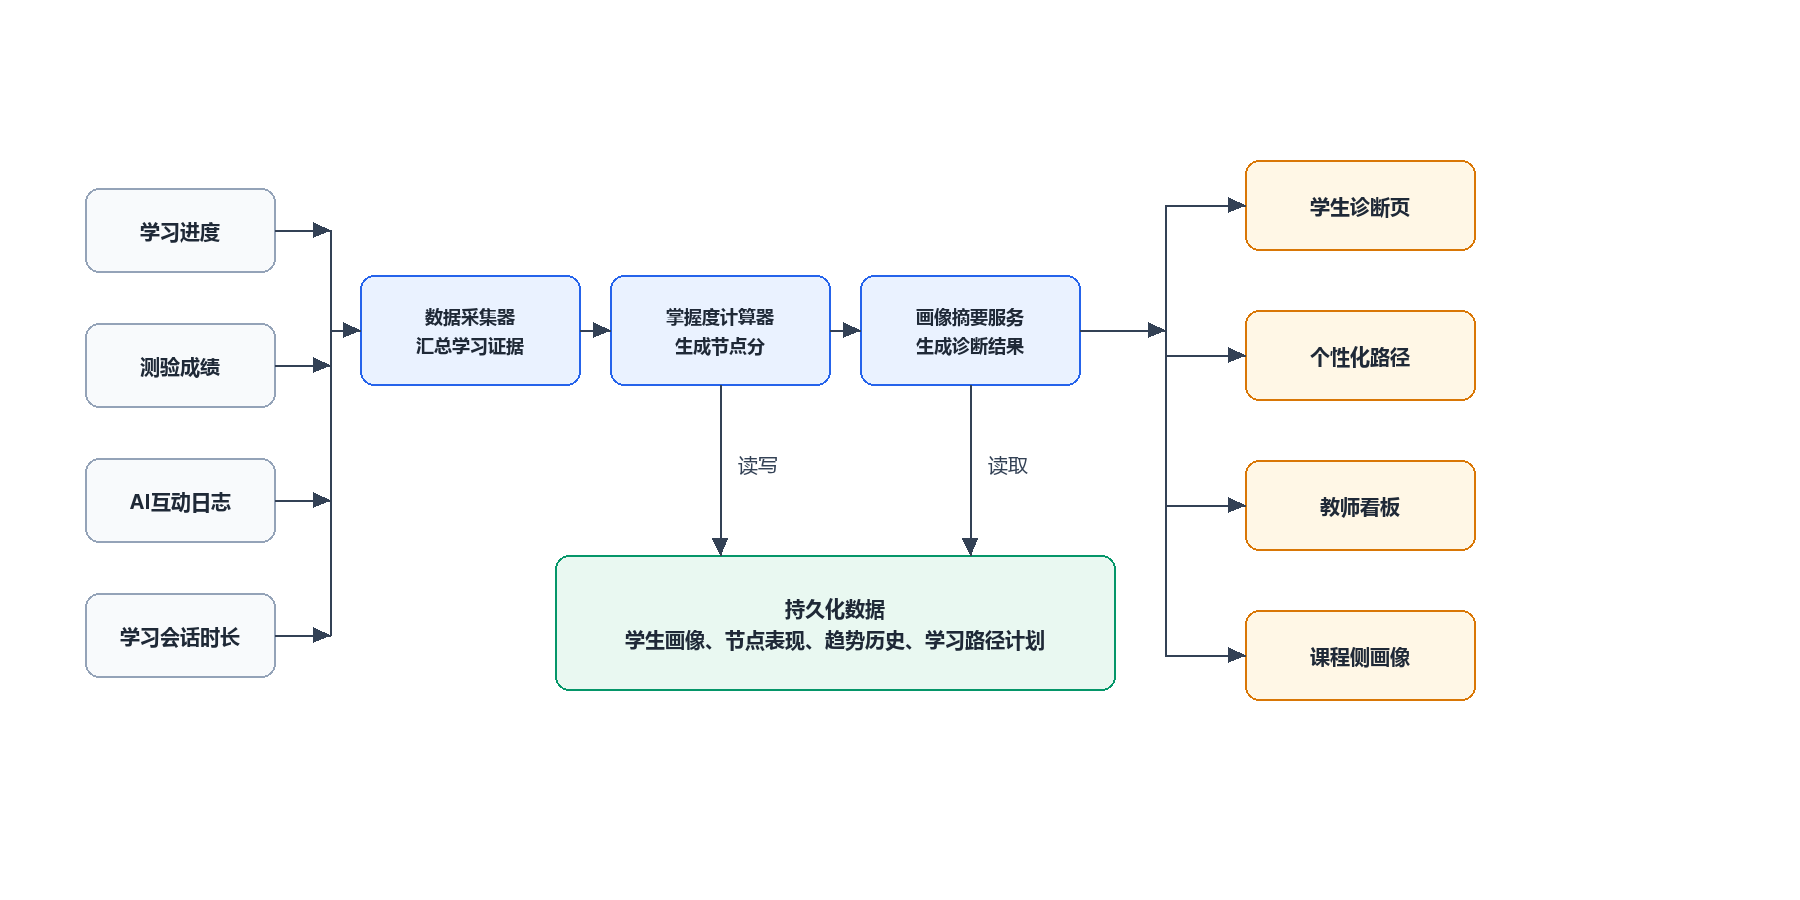 学习进度
测验成绩
AI互动日志
学习会话时长
数据采集器
汇总学习证据
掌握度计算器
生成节点分
画像摘要服务
生成诊断结果
读写
读取
持久化数据
学生画像、节点表现、趋势历史、学习路径计划
学生诊断页
个性化路径
教师看板
课程侧画像